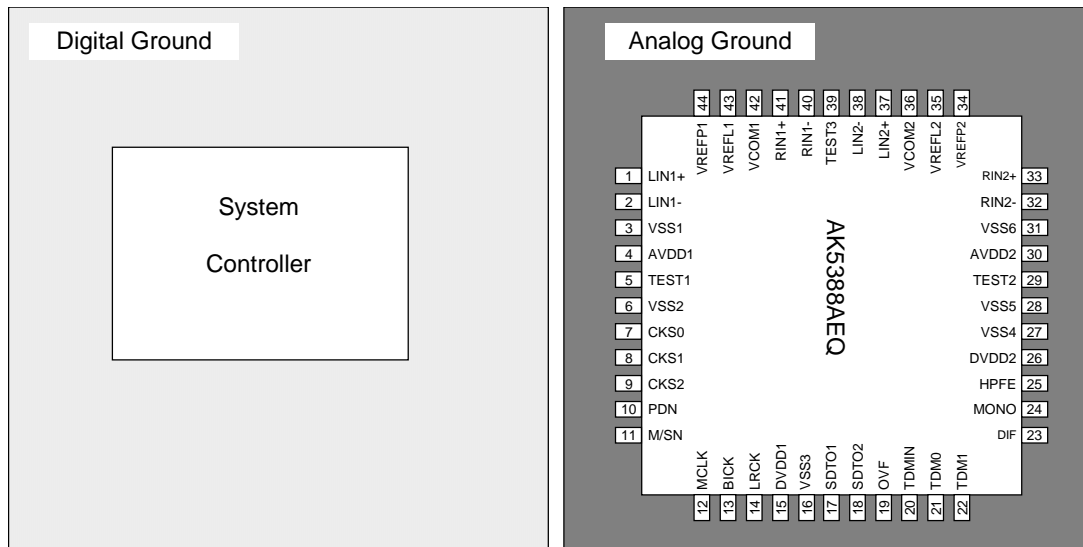 Digital Ground
System
Controller
Analog Ground
44 43 42 41 40 39 38 37 36 35 34
VREFP1 VREFL1 VCOM1 RIN1+ RIN1- TEST3 LIN2- LIN2+ VCOM2 VREFL2 VREFP2
1 LIN1+
2 LIN1-
3 VSS1
4 AVDD1
5 TEST1
6 VSS2
7 CKS0
8 CKS1
9 CKS2
10 PDN
11 M/SN
AK5388AEQ
RIN2+ 33
RIN2- 32
VSS6 31
AVDD2 30
TEST2 29
VSS5 28
VSS4 27
DVDD2 26
HPFE 25
MONO 24
DIF 23
MCLK BICK LRCK DVDD1 VSS3 SDTO1 SDTO2 OVF TDMIN TDM0 TDM1
12 13 14 15 16 17 18 19 20 21 22